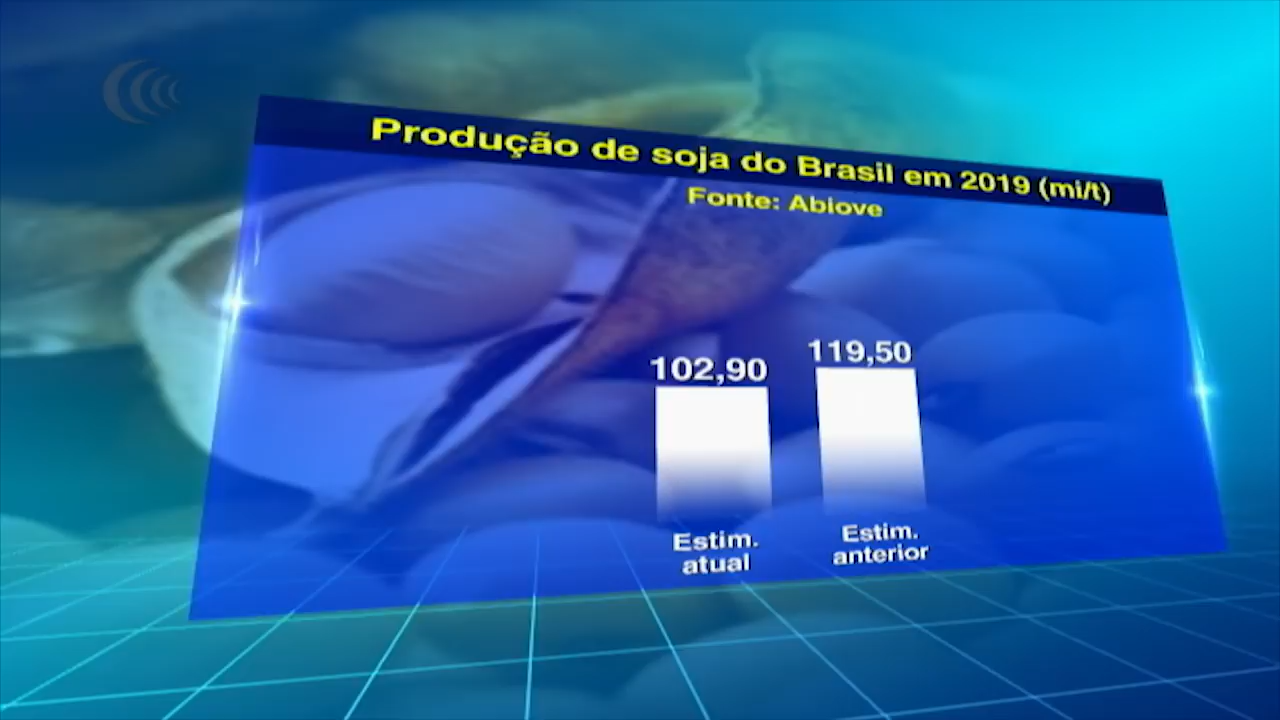 Produção de soja do Brasil em 2019 (mi/t)
Fonte: Abiove
102,90
119,50
Estim.
atual
Estim.
anterior